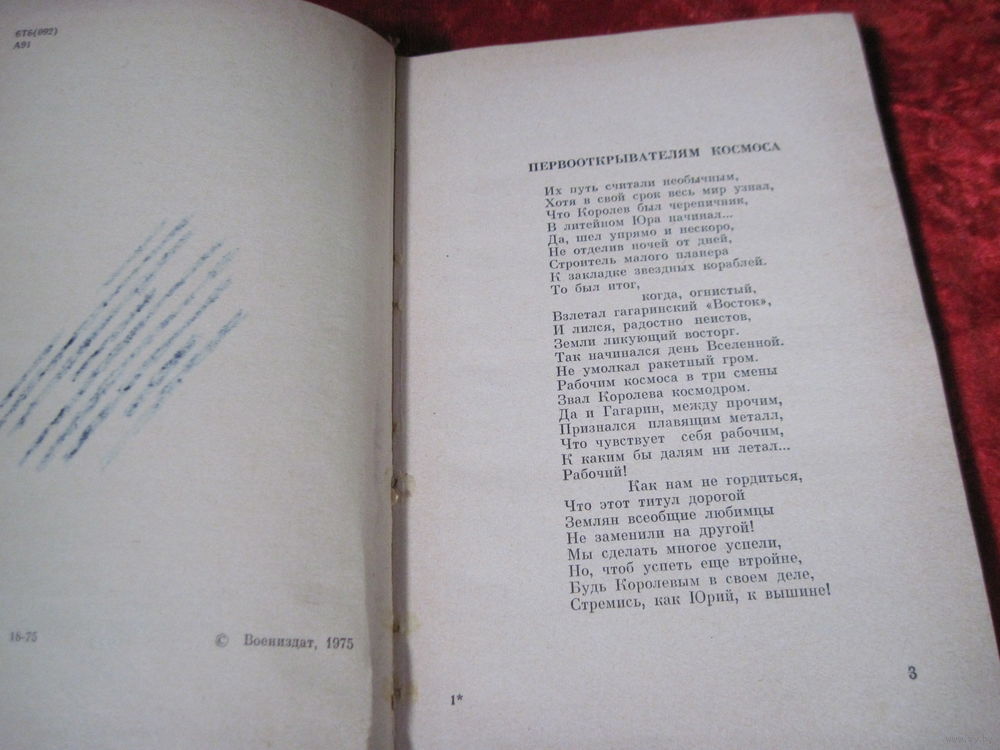 6Т6(092)
А91
16-75
© Воениздат, 1975
ПЕРВООТКРЫВАТЕЛЯМ КОСМОСА
Их путь считали необычным,
Хотя в свой срок весь мир узнал,
Что Королев был черепичник,
В литейном Юра начинал...
Да, шел упрямо и нескоро,
Не отделив ночей от дней,
Строитель малого планера
К закладке звездных кораблей.
То был итог,
когда, огнистый,
Взлетал гагаринский «Восток»,
И лился, радостно неистов,
Земли ликующий восторг.
Так начинался день Вселенной.
Не умолкал ракетный гром.
Рабочим космоса в три смены
Звал Королева космодром.
Да и Гагарин, между прочим,
Признался плавящим металл,
Что чувствует себя рабочим,
К каким бы далям ни летал...
Рабочий!
Как нам не гордиться,
Что этот титул дорогой
Землян всеобщие любимцы
Не заменили на другой!
Мы сделать многое успели,
Но, чтоб успеть еще втройне,
Будь Королевым в своем деле,
Стремись, как Юрий, к вышине!
1*
3